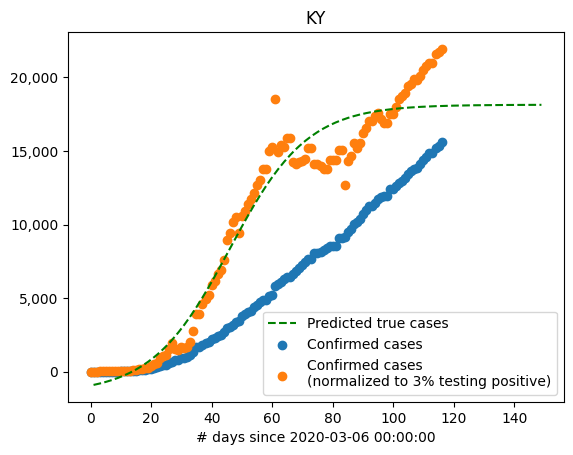 KY
20,000
15,000
10,000
5,000
0
Predicted true cases
Confirmed cases
Confirmed cases
(normalized to 3% testing positive)
0 20 40 60 80 100 120 140
# days since 2020-03-06 00:00:00